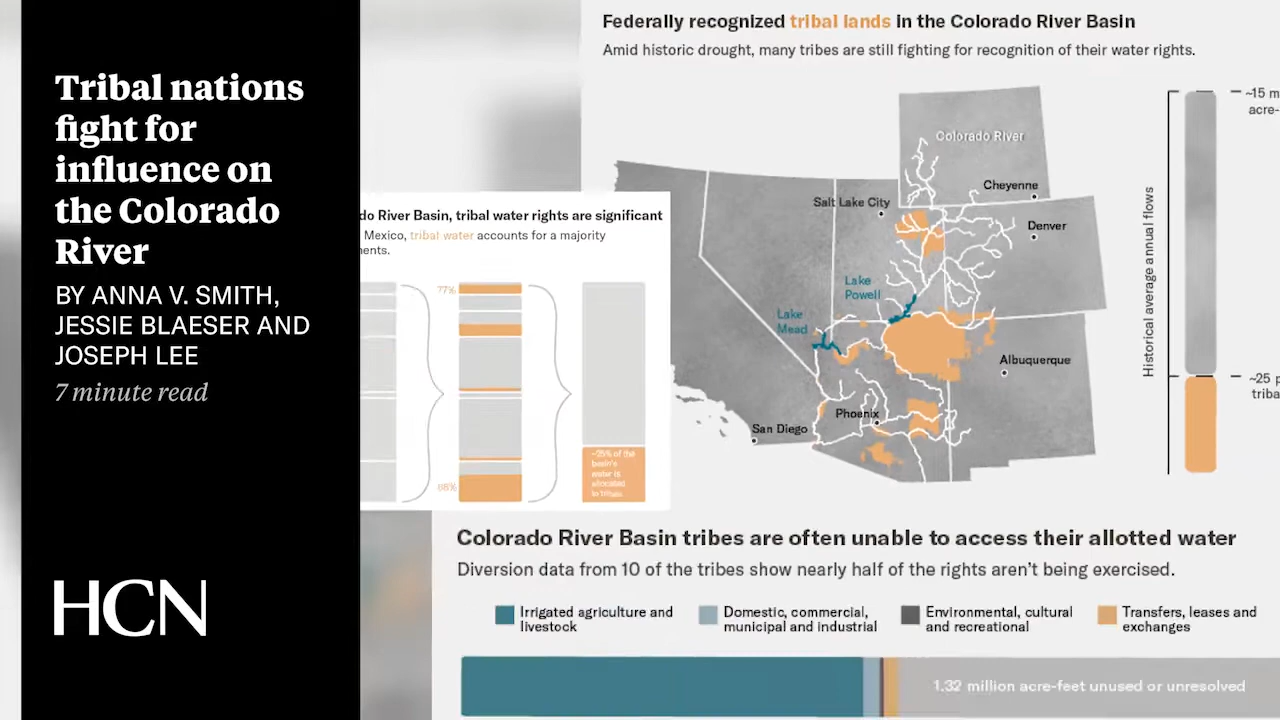 Tribal nations
fight for
influence on
the Colorado
River
BY ANNA V. SMITH,
JESSIE BLAESER AND
JOSEPH LEE
7 minute read
HCN
Federally recognized tribal lands in the Colorado River Basin
Amid historic drought, many tribes are still fighting for recognition of their water rights.
Colorado River
Cheyenne
Salt Lake City
Denver
Lake
Powell
Lake
Mead
Albuquerque
Phoenix
San Diego
Historical average annual flows
~15 m
acre-
~25 p
triba
do River Basin, tribal water rights are significant
Mexico, tribal water accounts for a majority
ents.
77%
~25% of the
basin's
water is
allocated
to tribes.
Colorado River Basin tribes are often unable to access their allotted water
Diversion data from 10 of the tribes show nearly half of the rights aren't being exercised.
Irrigated agriculture and
livestock
Domestic, commercial,
municipal and industrial
Environmental, cultural
and recreational
Transfers, leases and
exchanges
1.32 million acre-feet unused or unresolved